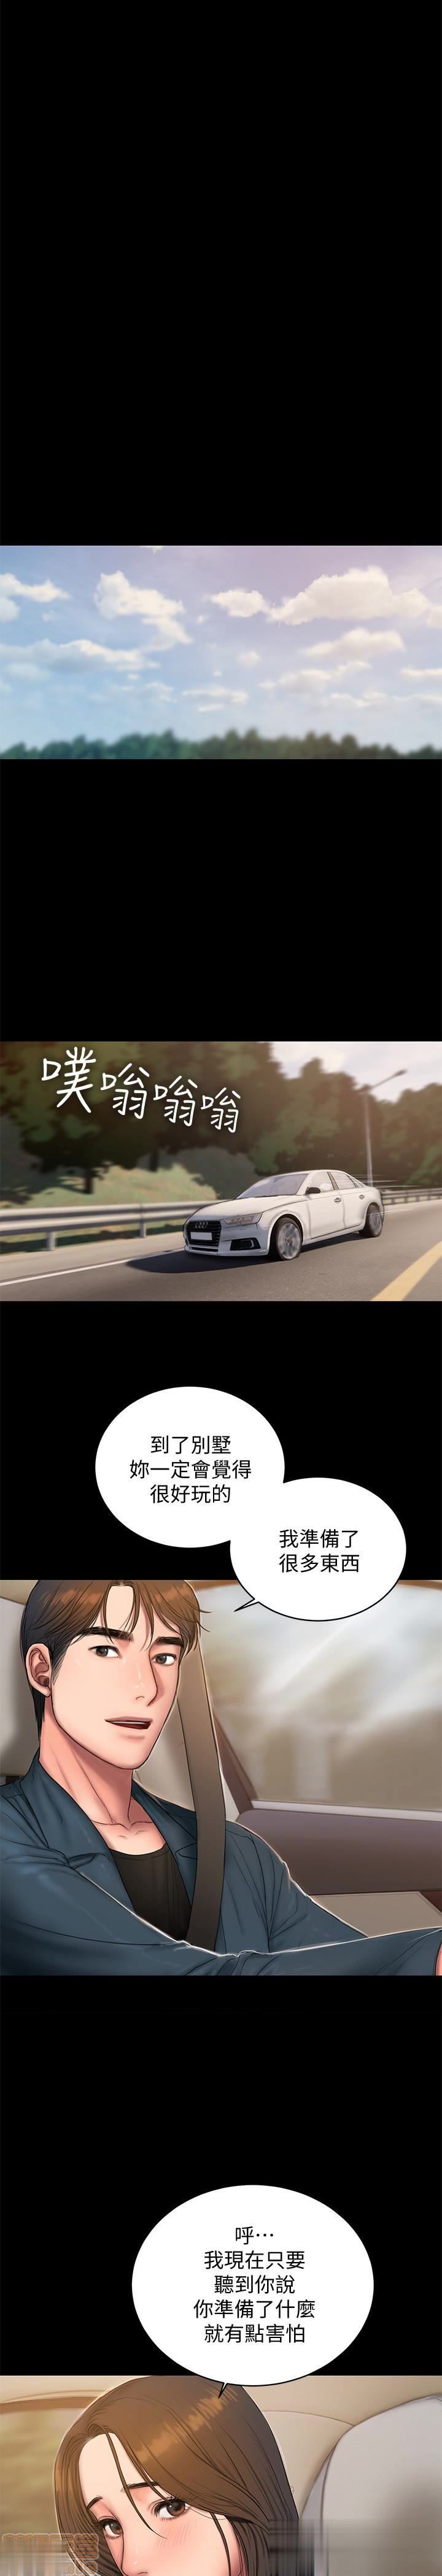 噗嗡嗡嗡
到了別墅
妳一定會覺得
很好玩的
我準備了
很多東西
呼…
我現在只要
聽到你說
你準備了什麼
就有點害怕